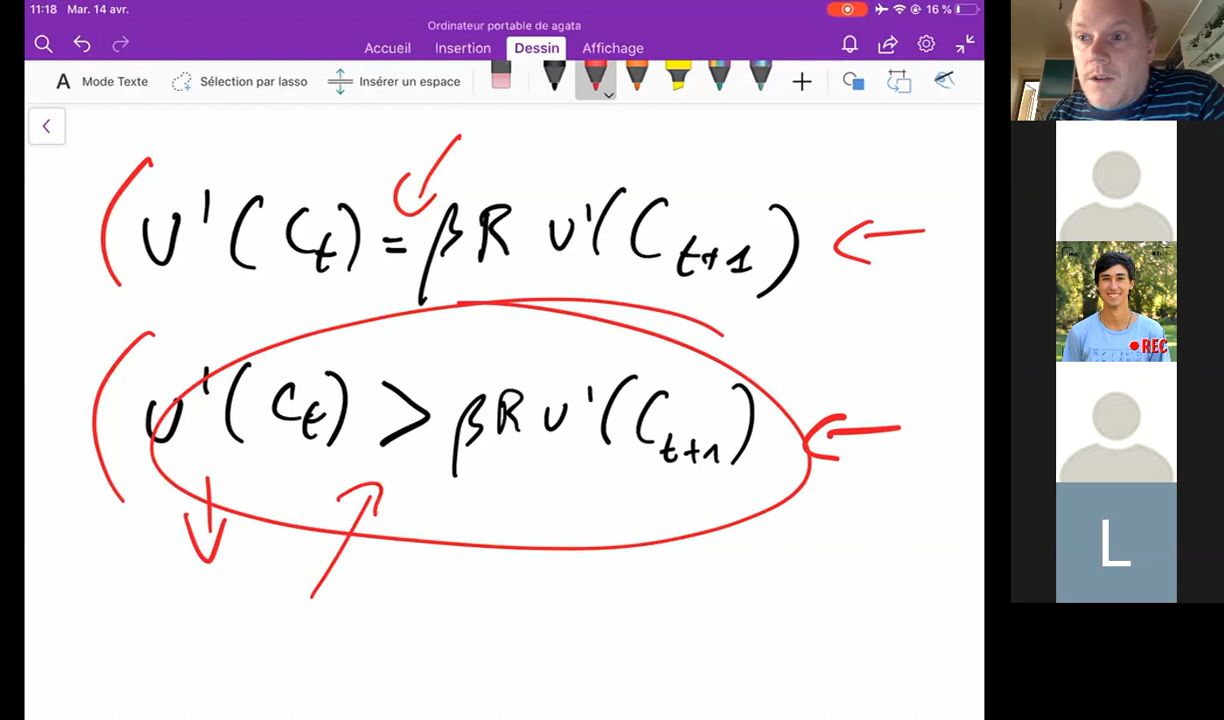 11:18 Mar. 14 avr.
16 %
Ordinateur portable de agata
Accueil Insertion Dessin Affichage
A Mode Texte Sélection par lasso Insérer un espace
U'(Ct) = βR U'(Ct+1)
U'(Ct) > βR U'(Ct+1)
REC
L